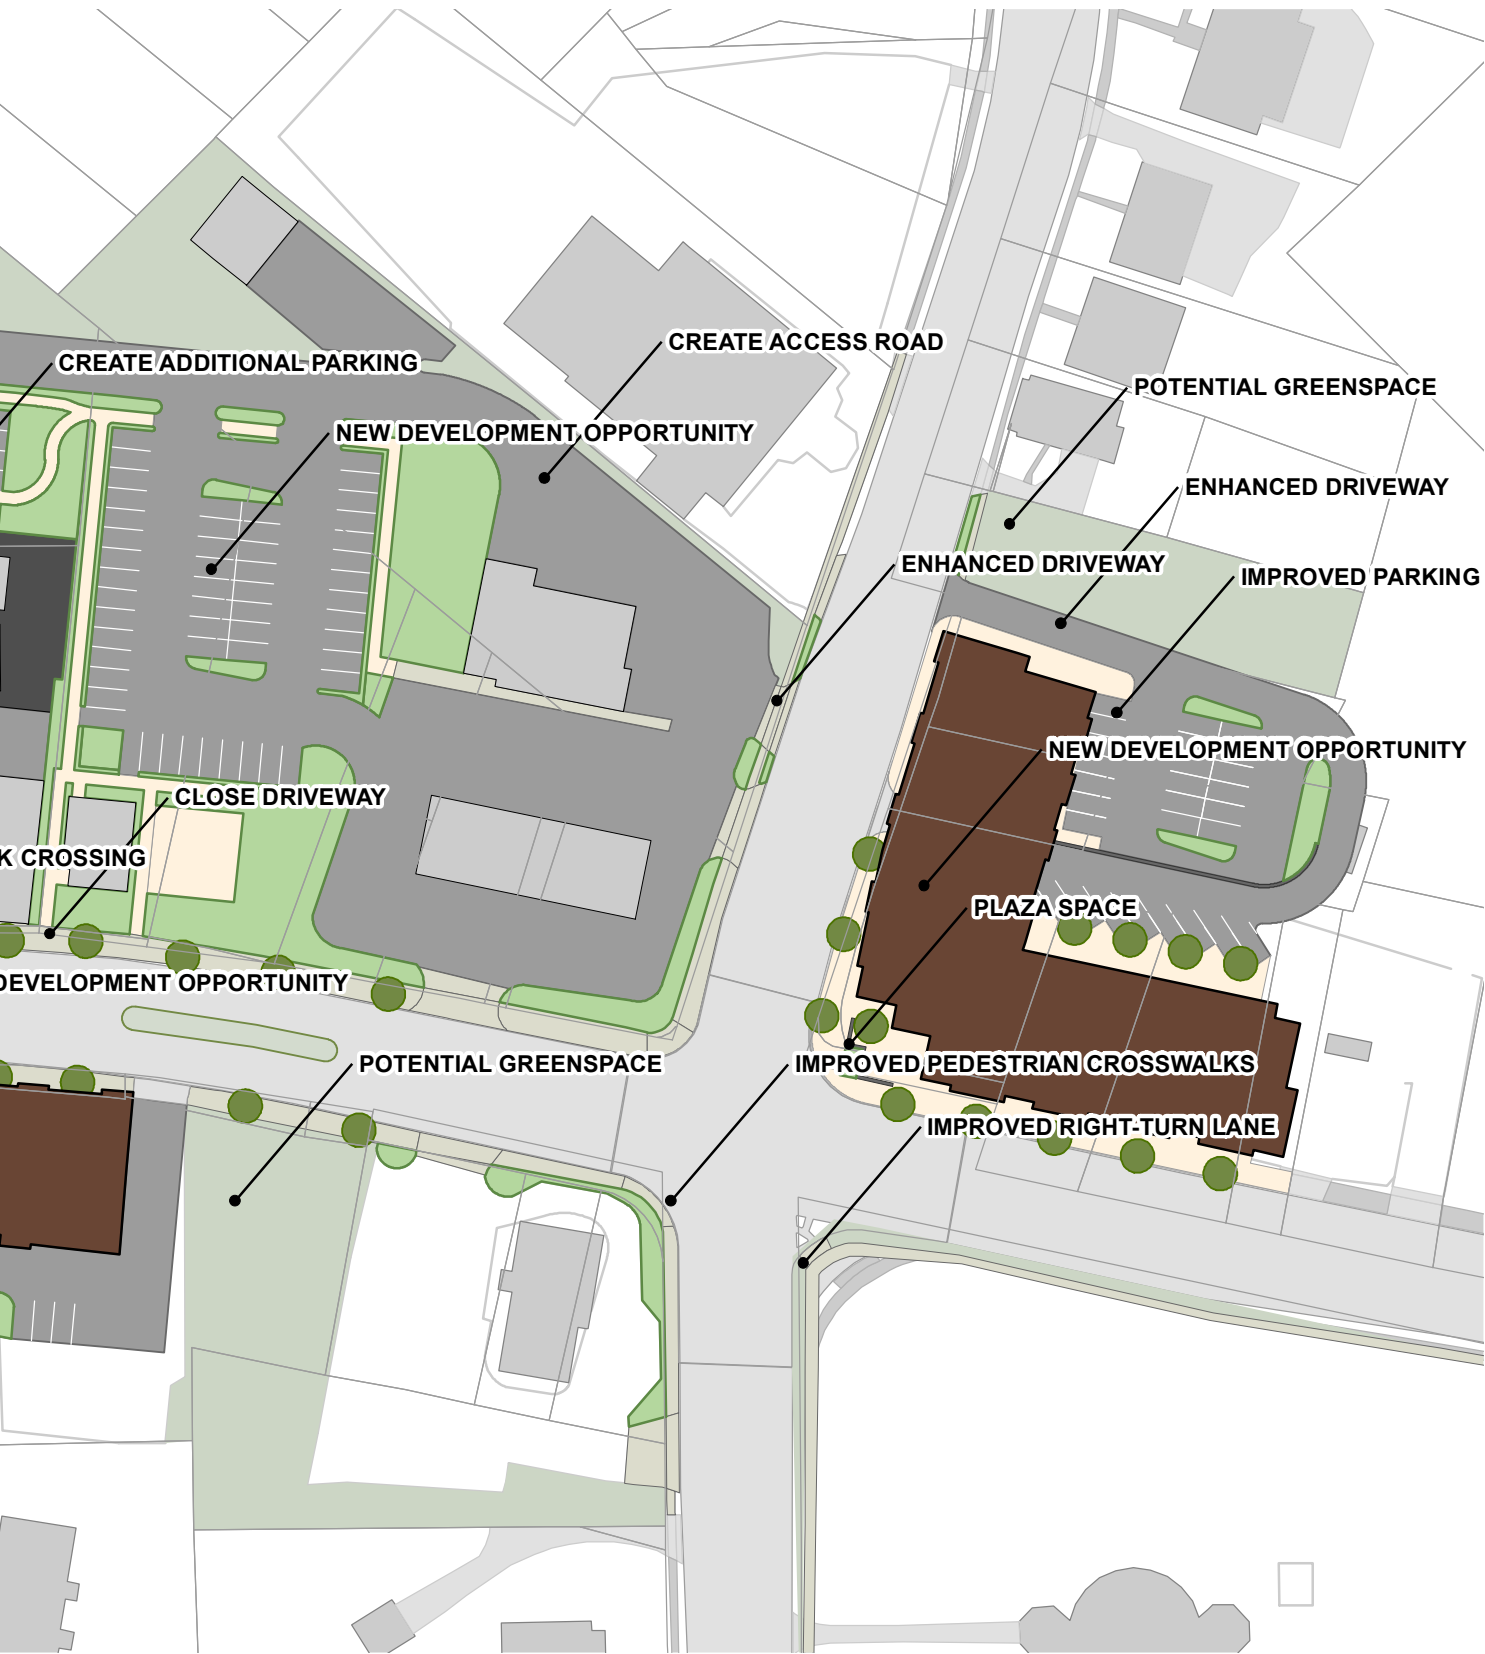 CREATE ACCESS ROAD
CREATE ADDITIONAL PARKING
POTENTIAL GREENSPACE
NEW DEVELOPMENT OPPORTUNITY
ENHANCED DRIVEWAY
ENHANCED DRIVEWAY
IMPROVED PARKING
NEW DEVELOPMENT OPPORTUNITY
CLOSE DRIVEWAY
K CROSSING
PLAZA SPACE
DEVELOPMENT OPPORTUNITY
POTENTIAL GREENSPACE
IMPROVED PEDESTRIAN CROSSWALKS
IMPROVED RIGHT-TURN LANE